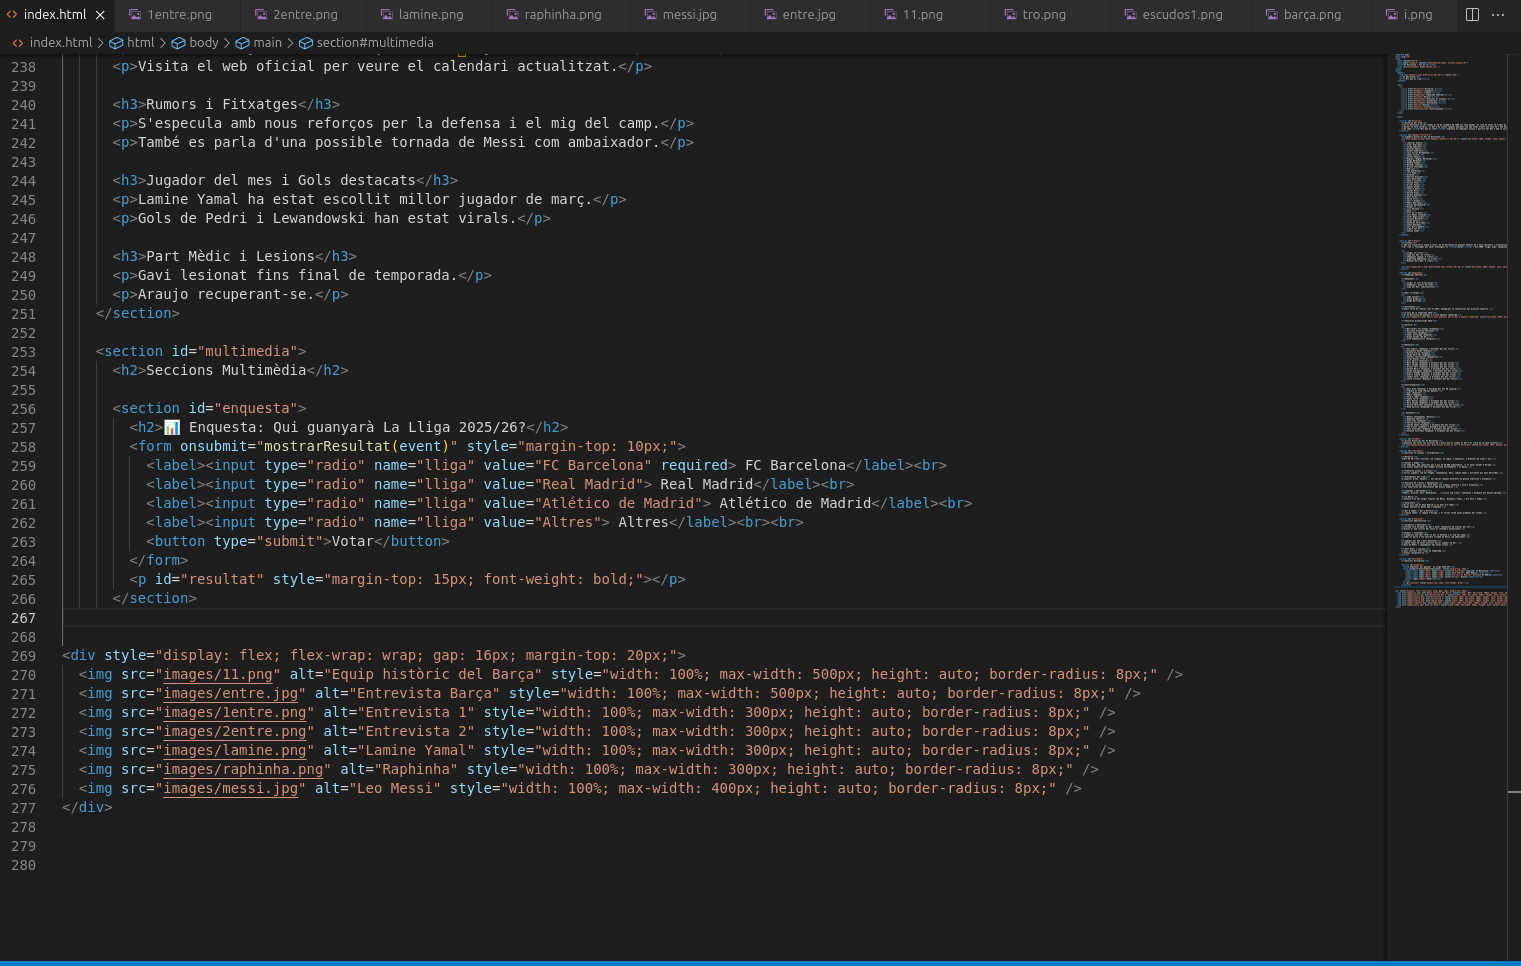 index.html
1entre.png
2entre.png
lamine.png
raphinha.png
messi.jpg
entre.jpg
11.png
tro.png
escudos1.png
barça.png
i.png
index.html > html > body > main > section#multimedia
238 <p>Visita el web oficial per veure el calendari actualitzat.</p>
239
240 <h3>Rumors i Fitxatges</h3>
241 <p>S'especula amb nous reforços per la defensa i el mig del camp.</p>
242 <p>També es parla d'una possible tornada de Messi com ambaixador.</p>
243
244 <h3>Jugador del mes i Gols destacats</h3>
245 <p>Lamine Yamal ha estat escollit millor jugador de març.</p>
246 <p>Gols de Pedri i Lewandowski han estat virals.</p>
247
248 <h3>Part Mèdic i Lesions</h3>
249 <p>Gavi lesionat fins final de temporada.</p>
250 <p>Araujo recuperant-se.</p>
251 </section>
252
253 <section id="multimedia">
254 <h2>Seccions Multimèdia</h2>
255
256 <section id="enquesta">
257 <h2>📊 Enquesta: Qui guanyarà La Lliga 2025/26?</h2>
258 <form onsubmit="mostrarResultat(event)" style="margin-top: 10px;">
259 <label><input type="radio" name="lliga" value="FC Barcelona" required> FC Barcelona</label><br>
260 <label><input type="radio" name="lliga" value="Real Madrid"> Real Madrid</label><br>
261 <label><input type="radio" name="lliga" value="Atlético de Madrid"> Atlético de Madrid</label><br>
262 <label><input type="radio" name="lliga" value="Altres"> Altres</label><br><br>
263 <button type="submit">Votar</button>
264 </form>
265 <p id="resultat" style="margin-top: 15px; font-weight: bold;"></p>
266 </section>
267
268
269 <div style="display: flex; flex-wrap: wrap; gap: 16px; margin-top: 20px;">
270 <img src="images/11.png" alt="Equip històric del Barça" style="width: 100%; max-width: 500px; height: auto; border-radius: 8px;" />
271 <img src="images/entre.jpg" alt="Entrevista Barça" style="width: 100%; max-width: 500px; height: auto; border-radius: 8px;" />
272 <img src="images/1entre.png" alt="Entrevista 1" style="width: 100%; max-width: 300px; height: auto; border-radius: 8px;" />
273 <img src="images/2entre.png" alt="Entrevista 2" style="width: 100%; max-width: 300px; height: auto; border-radius: 8px;" />
274 <img src="images/lamine.png" alt="Lamine Yamal" style="width: 100%; max-width: 300px; height: auto; border-radius: 8px;" />
275 <img src="images/raphinha.png" alt="Raphinha" style="width: 100%; max-width: 300px; height: auto; border-radius: 8px;" />
276 <img src="images/messi.jpg" alt="Leo Messi" style="width: 100%; max-width: 400px; height: auto; border-radius: 8px;" />
277 </div>
278
279
280